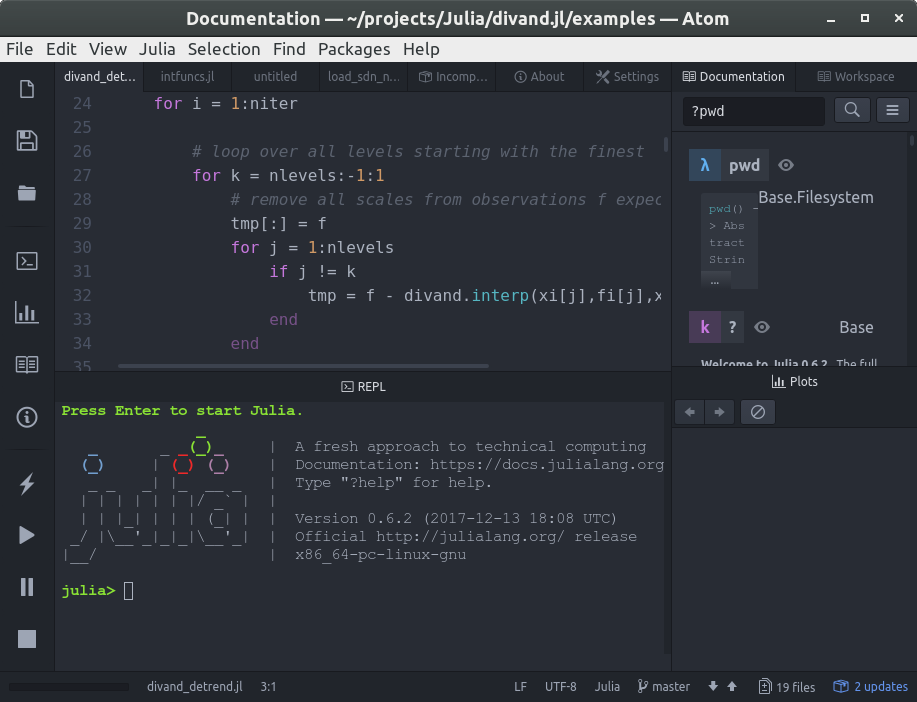 Documentation — ~/projects/Julia/divand.jl/examples — Atom
File Edit View Julia Selection Find Packages Help
divand_det... intfuncs.jl untitled load_sdn_n... Incomp... About Settings
24 for i = 1:niter
25
26 # loop over all levels starting with the finest
27 for k = nlevels:-1:1
28 # remove all scales from observations f expec
29 tmp[:] = f
30 for j = 1:nlevels
31 if j != k
32 tmp = f - divand.interp(xi[j],fi[j],x
33 end
34 end
35
Documentation Workspace
?pwd
λ pwd
Base.Filesystem
pwd() -
> Abs
tract
Strin
...
k ? Base
Welcome to Julia 0.6.2. The full
Plots
REPL
Press Enter to start Julia.
A fresh approach to technical computing
Documentation: https://docs.julialang.org
Type "?help" for help.
Version 0.6.2 (2017-12-13 18:08 UTC)
Official http://julialang.org/ release
x86_64-pc-linux-gnu
julia>
divand_detrend.jl 3:1 LF UTF-8 Julia master 19 files 2 updates